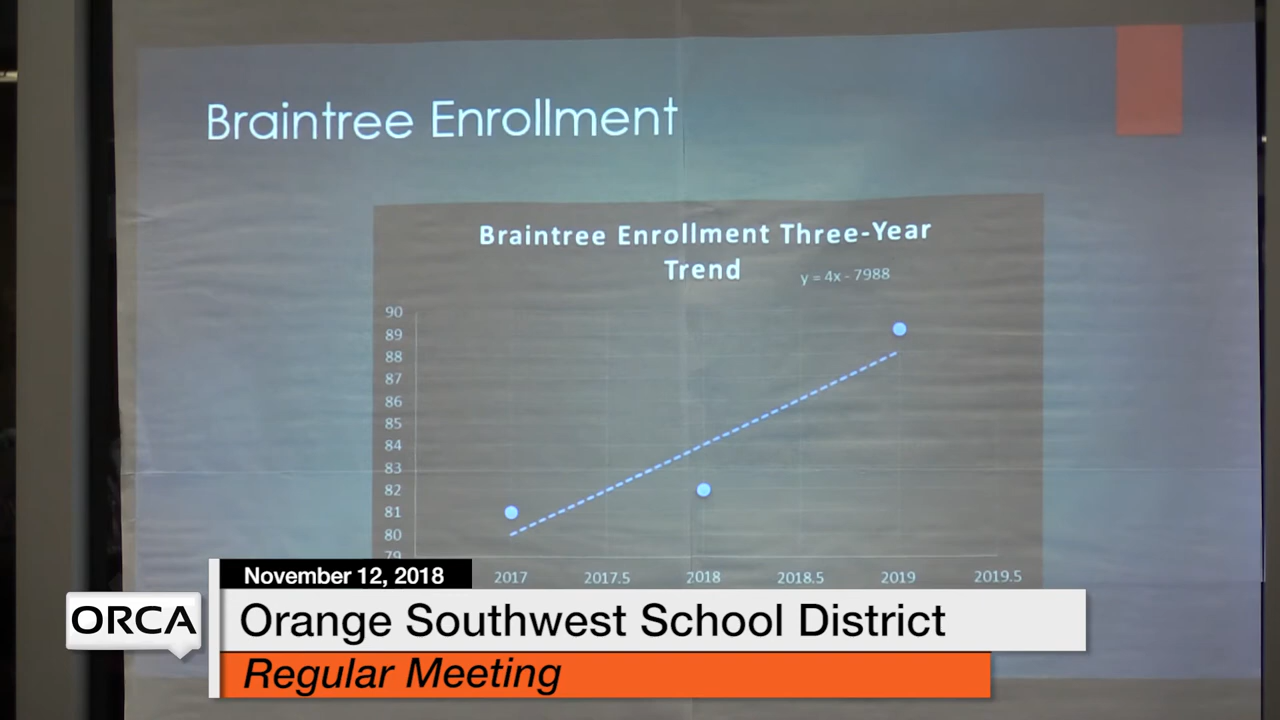 Braintree Enrollment
Braintree Enrollment Three-Year
Trend
y = 4x - 7988
90
89
88
87
86
85
84
83
82
81
80
79
2017 2017.5 2018 2018.5 2019 2019.5
November 12, 2018
ORCA
Orange Southwest School District
Regular Meeting